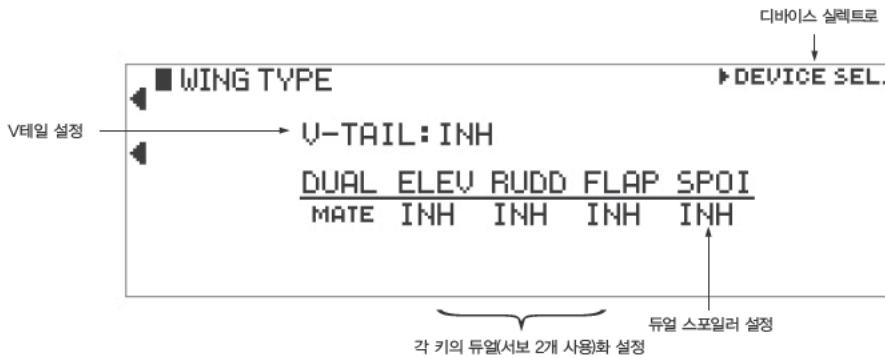 디바이스 셀렉트로
WING TYPE
DEVICE SEL.
V테일 설정
V-TAIL:INH
DUAL ELEV RUDD FLAP SPOI
MATE INH INH INH INH
듀얼 스포일러 설정
각 키의 듀얼(서보 2개 사용)화 설정